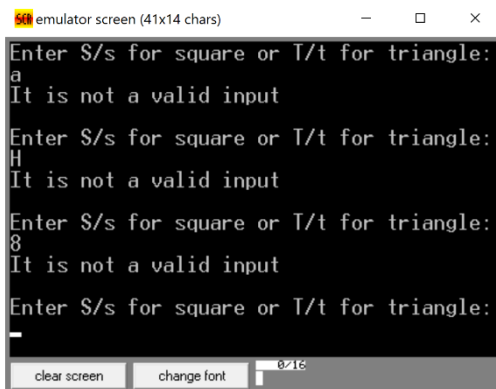 emulator screen (41x14 chars)
Enter S/s for square or T/t for triangle:
a
It is not a valid input
Enter S/s for square or T/t for triangle:
H
It is not a valid input
Enter S/s for square or T/t for triangle:
8
It is not a valid input
Enter S/s for square or T/t for triangle:
clear screen
change font
0/16